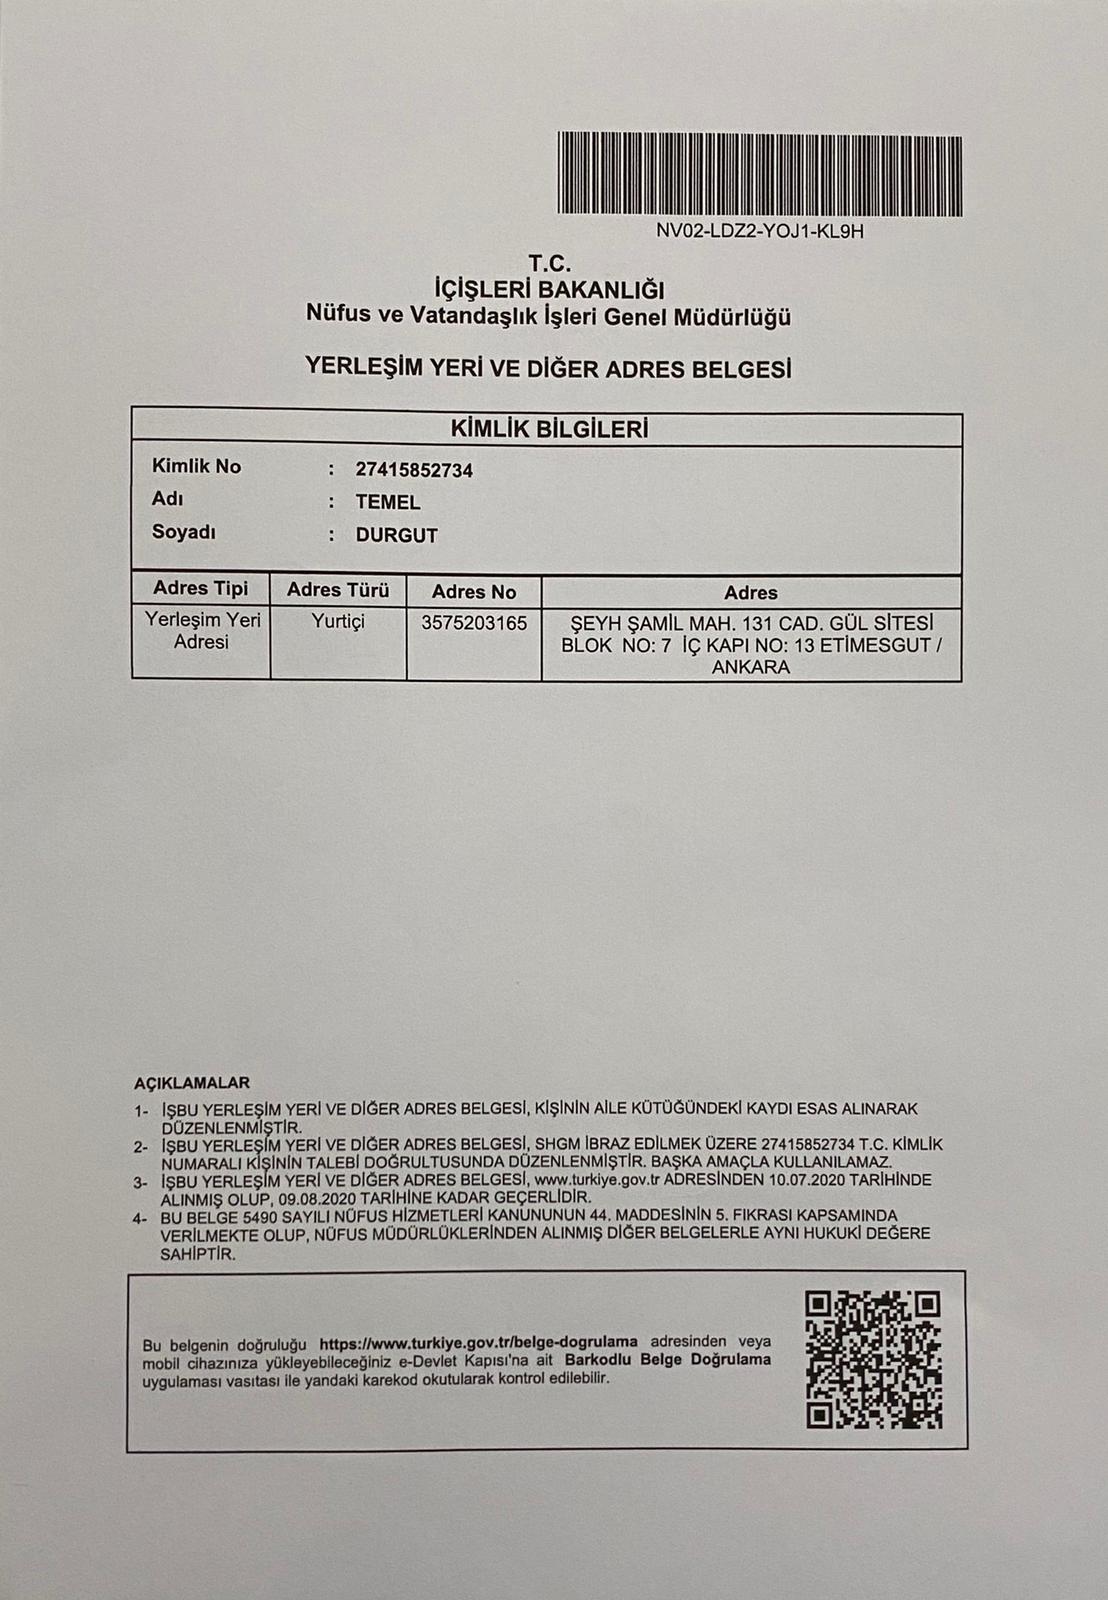 NV02-LDZ2-YOJ1-KL9H
T.C.
İÇİŞLERİ BAKANLIĞI
Nüfus ve Vatandaşlık İşleri Genel Müdürlüğü
YERLEŞİM YERİ VE DİĞER ADRES BELGESİ
KİMLİK BİLGİLERİ
Kimlik No : 27415852734
Adı : TEMEL
Soyadı : DURGUT
Adres Tipi Adres Türü Adres No Adres
Yerleşim Yeri Yurtiçi 3575203165 ŞEYH ŞAMİL MAH. 131 CAD. GÜL SİTESİ
Adresi BLOK NO: 7 İÇ KAPI NO: 13 ETİMESGUT /
ANKARA
AÇIKLAMALAR
1- İŞBU YERLEŞİM YERİ VE DİĞER ADRES BELGESİ, KİŞİNİN AİLE KÜTÜĞÜNDEKİ KAYDI ESAS ALINARAK
DÜZENLENMİŞTİR.
2- İŞBU YERLEŞİM YERİ VE DİĞER ADRES BELGESİ, SHGM İBRAZ EDİLMEK ÜZERE 27415852734 T.C. KİMLİK
NUMARALI KİŞİNİN TALEBİ DOĞRULTUSUNDA DÜZENLENMİŞTİR. BAŞKA AMAÇLA KULLANILAMAZ.
3- İŞBU YERLEŞİM YERİ VE DİĞER ADRES BELGESİ, www.turkiye.gov.tr ADRESİNDEN 10.07.2020 TARİHİNDE
ALINMIŞ OLUP, 09.08.2020 TARİHİNE KADAR GEÇERLİDİR.
4- BU BELGE 5490 SAYILI NÜFUS HİZMETLERİ KANUNUNUN 44. MADDESİNİN 5. FIKRASI KAPSAMINDA
VERİLMEKTE OLUP, NÜFUS MÜDÜRLÜKLERİNDEN ALINMIŞ DİĞER BELGELERLE AYNI HUKUKİ DEĞERE
SAHİPTİR.
Bu belgenin doğruluğu https://www.turkiye.gov.tr/belge-dogrulama adresinden veya
mobil cihazınıza yükleyebileceğiniz e-Devlet Kapısı'na ait Barkodlu Belge Doğrulama
uygulaması vasıtası ile yandaki karekod okutularak kontrol edilebilir.